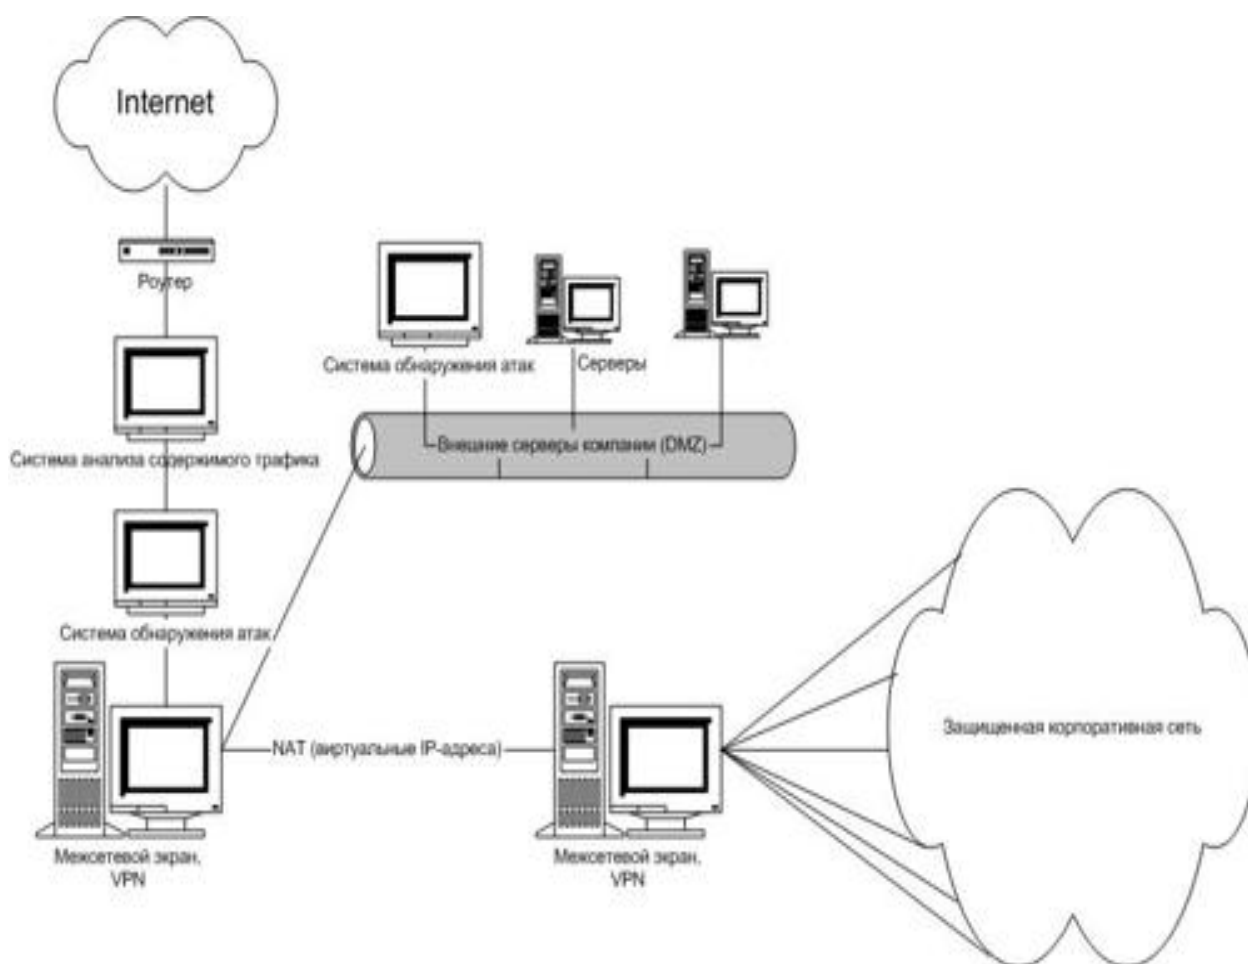 Internet
Роутер
Система обнаружения атак
Серверы
Внешние серверы компании (DMZ)
Система анализа содержимого трафика
Система обнаружения атак
Защищенная корпоративная сеть
NAT (виртуальные IP-адреса)
Межсетевой экран,
VPN
Межсетевой экран,
VPN